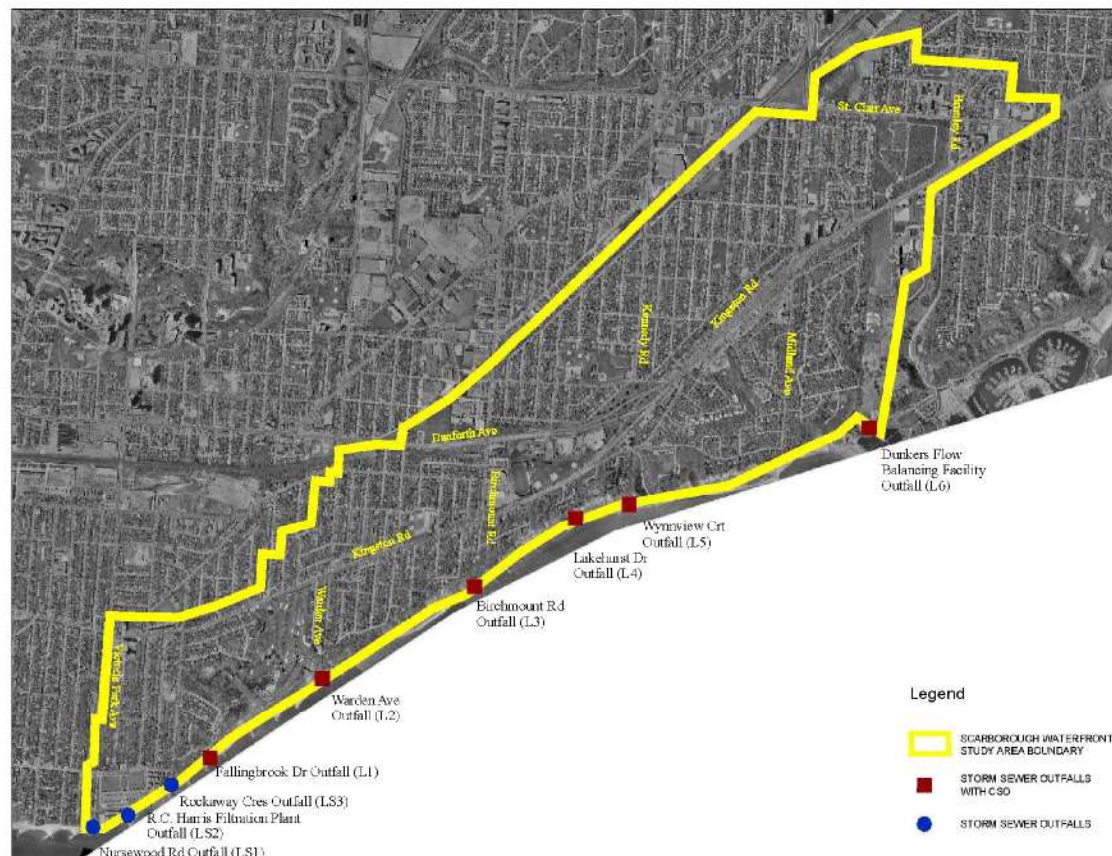 St. Clair Ave
Brimley Rd
Kennedy Rd
Kingston Rd
Midland Ave
Danforth Ave
Birchmount Rd
Kingston Rd
Warden Ave
Victoria Park Ave
Dunkers Flow
Balancing Facility
Outfall (L6)
Wynnview Crt
Outfall (L5)
Lakehurst Dr
Outfall (L4)
Birchmount Rd
Outfall (L3)
Warden Ave
Outfall (L2)
Fallingbrook Dr Outfall (L1)
Rockaway Cres Outfall (LS3)
R.C. Harris Filtration Plant
Outfall (LS2)
Nursewood Rd Outfall (LS1)
Legend
SCARBOROUGH WATERFRONT
STUDY AREA BOUNDARY
STORM SEWER OUTFALLS
WITH CSO
STORM SEWER OUTFALLS